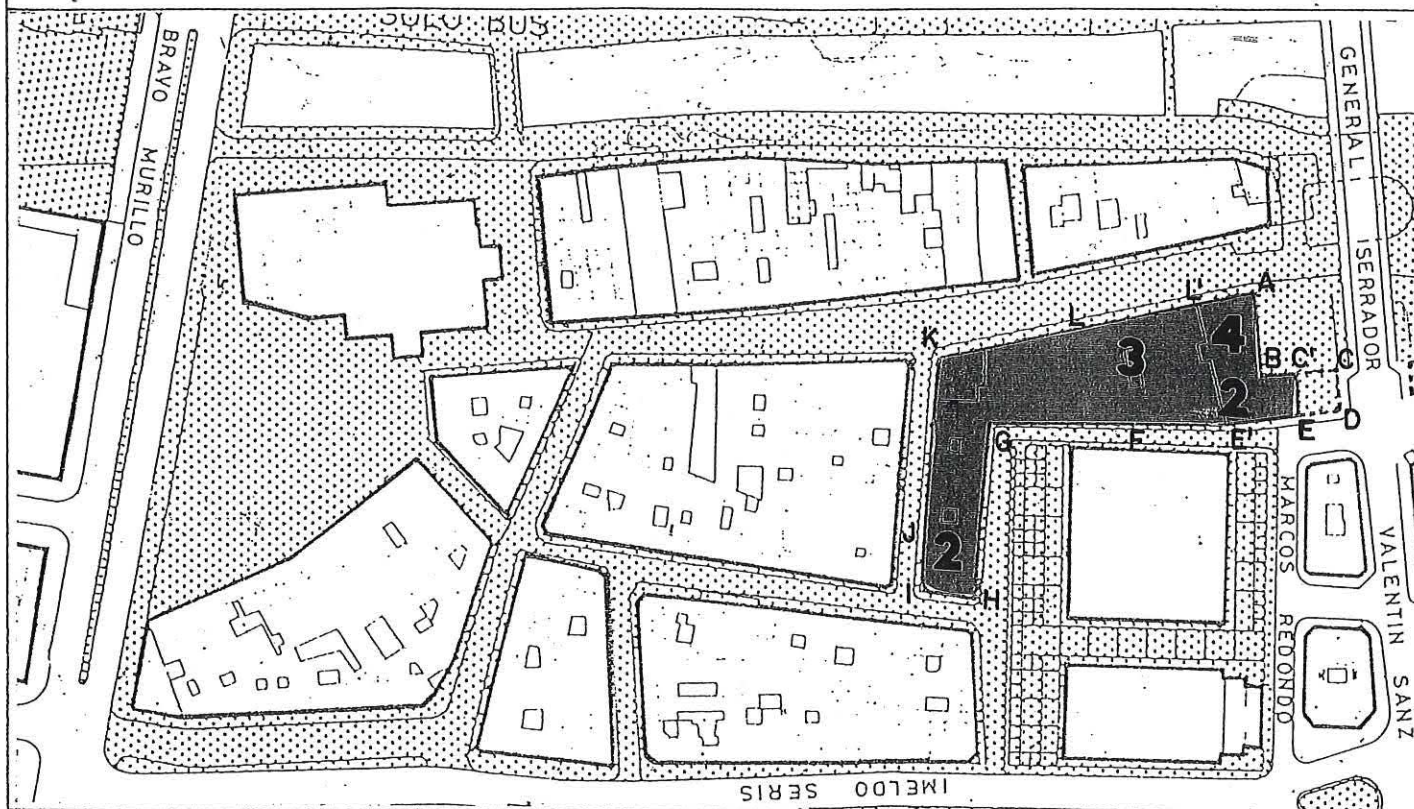 SOLO BUS
BRAVO MURILLO
GENERAL
SERRADOR
A
L'
L
K
4
3
B
C'
C
2
D
E
E'
F
G
MARCOS REDONDO
VALENTIN SANZ
J
2
I
H
IMELDO SERIS